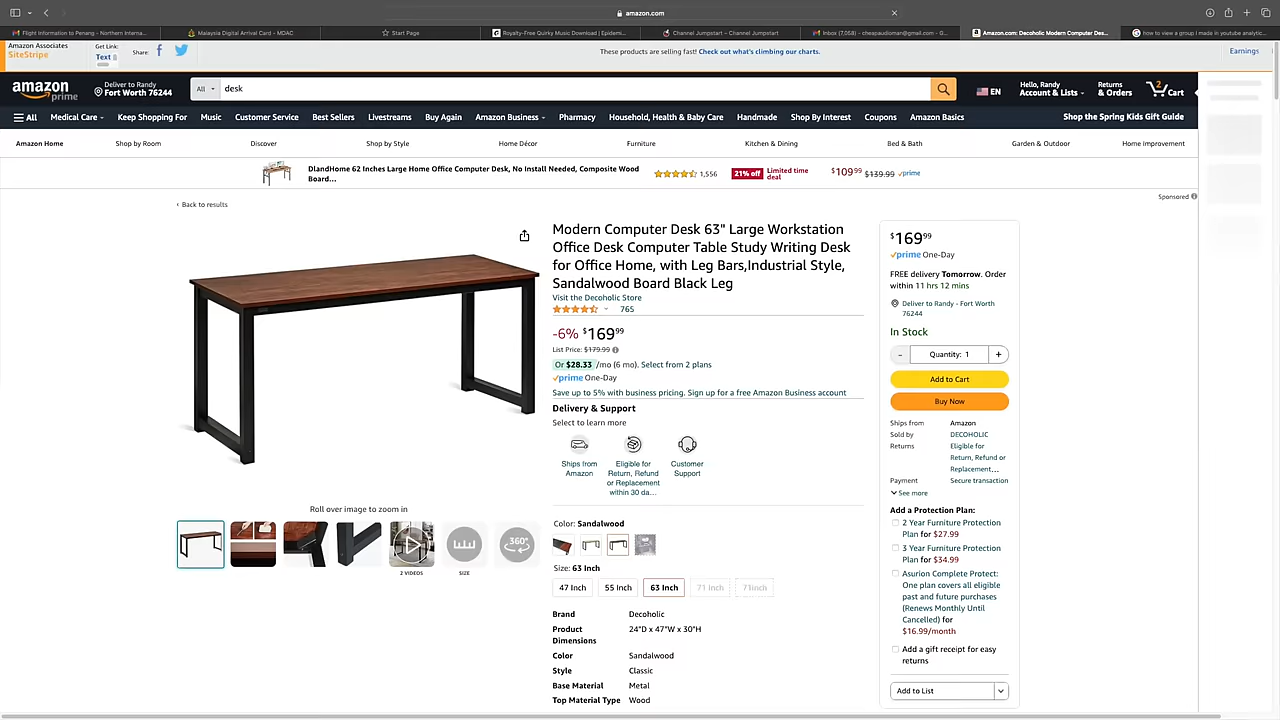 amazon.com
Flight Information to Penang - Northern Interna...
Malaysia Digital Arrival Card - MDAC
Start Page
Royalty-Free Quirky Music Download | Epidemi...
Channel Jumpstart – Channel Jumpstart
Inbox (7,058) - cheapaudioman@gmail.com - G...
Amazon.com: Decoholic Modern Computer Des...
how to view a group i made in youtube analytic...
Amazon Associates
SiteStripe
Get Link:
Text
Share:
These products are selling fast! Check out what's climbing our charts.
Earnings
amazon
prime
Deliver to Randy
Fort Worth 76244
All
desk
EN
Hello, Randy
Account & Lists
Returns
& Orders
2
Cart
All
Medical Care
Keep Shopping For
Music
Customer Service
Best Sellers
Livestreams
Buy Again
Amazon Business
Pharmacy
Household, Health & Baby Care
Handmade
Shop By Interest
Coupons
Amazon Basics
Shop the Spring Kids Gift Guide
Amazon Home
Shop by Room
Discover
Shop by Style
Home Décor
Furniture
Kitchen & Dining
Bed & Bath
Garden & Outdoor
Home Improvement
DlandHome 62 Inches Large Home Office Computer Desk, No Install Needed, Composite Wood
Board...
1,556
21% off
Limited time
deal
$109.99
$139.99
prime
Sponsored
‹ Back to results
Modern Computer Desk 63" Large Workstation
Office Desk Computer Table Study Writing Desk
for Office Home, with Leg Bars,Industrial Style,
Sandalwood Board Black Leg
Visit the Decoholic Store
765
-6% $169.99
List Price: $179.99
Or $28.33 /mo (6 mo). Select from 2 plans
prime One-Day
Save up to 5% with business pricing. Sign up for a free Amazon Business account
Delivery & Support
Select to learn more
Ships from
Amazon
Eligible for
Return, Refund
or Replacement
within 30 da...
Customer
Support
Roll over image to zoom in
2 VIDEOS
SIZE
360°
Color: Sandalwood
Size: 63 Inch
47 Inch
55 Inch
63 Inch
71 Inch
71inch
Brand
Decoholic
Product
Dimensions
24"D x 47"W x 30"H
Color
Sandalwood
Style
Classic
Base Material
Metal
Top Material Type
Wood
$169.99
prime One-Day
FREE delivery Tomorrow. Order
within 11 hrs 12 mins
Deliver to Randy - Fort Worth
76244
In Stock
- Quantity: 1 +
Add to Cart
Buy Now
Ships from
Amazon
Sold by
DECOHOLIC
Returns
Eligible for
Return, Refund or
Replacement...
Payment
Secure transaction
See more
Add a Protection Plan:
2 Year Furniture Protection
Plan for $27.99
3 Year Furniture Protection
Plan for $34.99
Asurion Complete Protect:
One plan covers all eligible
past and future purchases
(Renews Monthly Until
Cancelled) for
$16.99/month
Add a gift receipt for easy
returns
Add to List